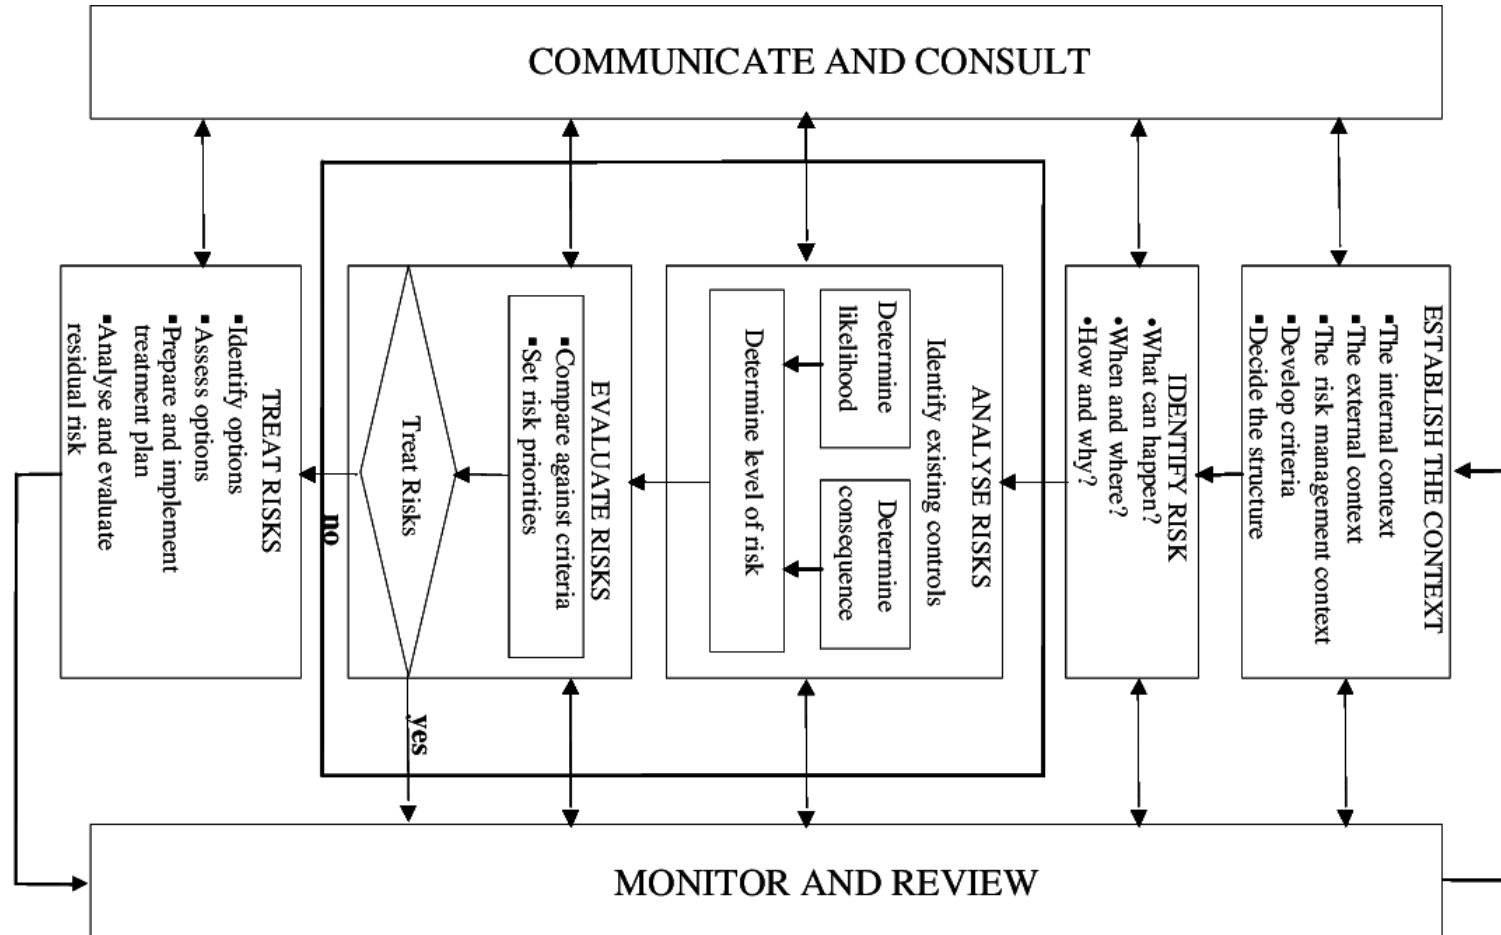 COMMUNICATE AND CONSULT
ESTABLISH THE CONTEXT
▪The internal context
▪The external context
▪The risk management context
▪Develop criteria
▪Decide the structure
IDENTIFY RISK
•What can happen?
•When and where?
•How and why?
ANALYSE RISKS
Identify existing controls
Determine
likelihood
Determine
consequence
Determine level of risk
EVALUATE RISKS
▪Compare against criteria
▪Set risk priorities
Treat Risks
no
yes
TREAT RISKS
▪Identify options
▪Assess options
▪Prepare and implement
treatment plan
▪Analyse and evaluate
residual risk
MONITOR AND REVIEW